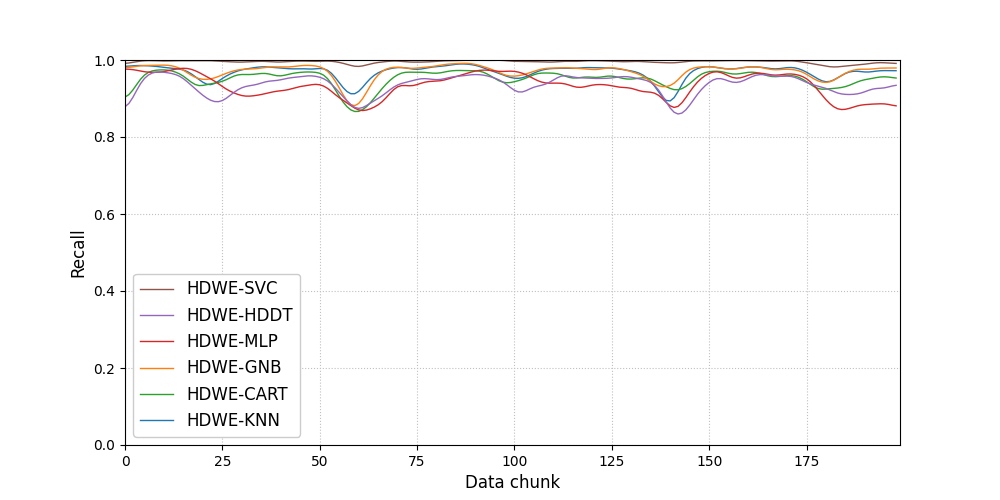 1.0
0.8
0.6
0.4
0.2
0.0
Recall
HDWE-SVC
HDWE-HDDT
HDWE-MLP
HDWE-GNB
HDWE-CART
HDWE-KNN
0 25 50 75 100 125 150 175
Data chunk